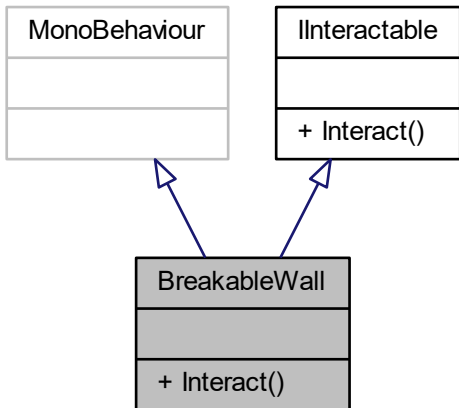 MonoBehaviour
IInteractable
+ Interact()
BreakableWall
+ Interact()